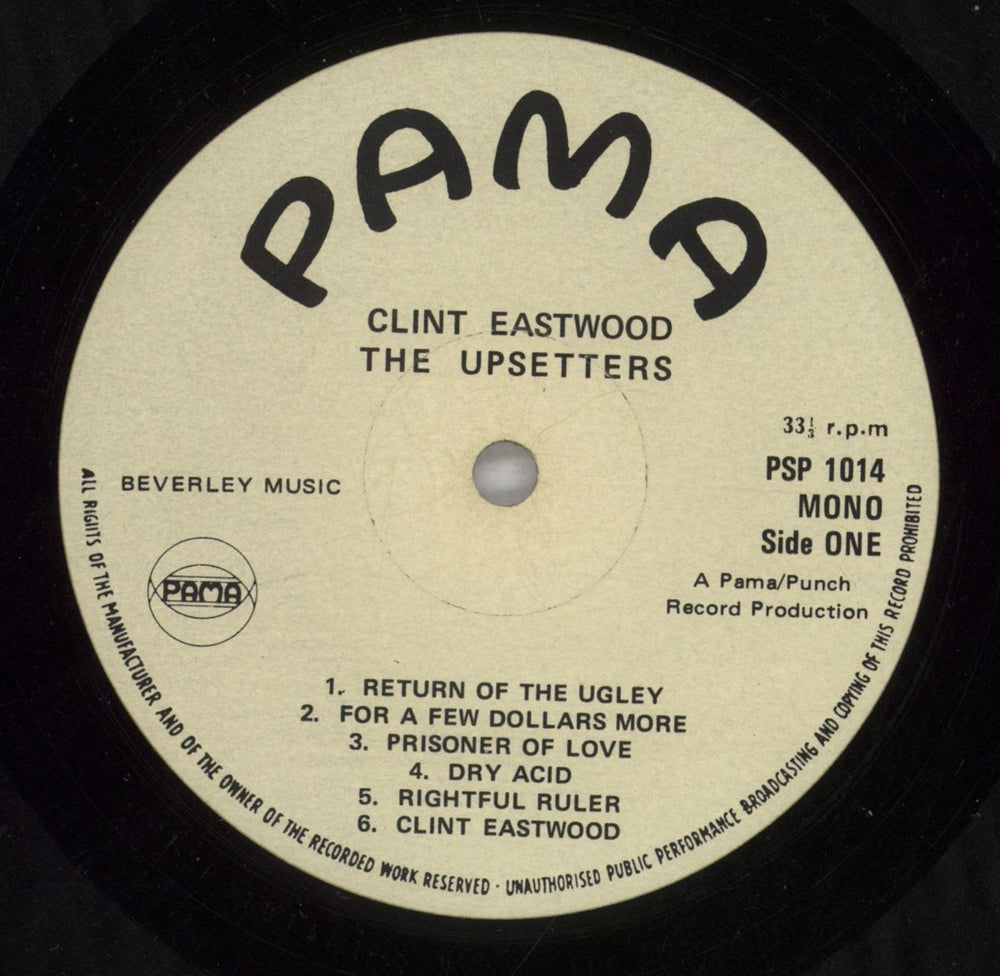 PAMA
CLINT EASTWOOD
THE UPSETTERS
33⅓ r.p.m
BEVERLEY MUSIC
PSP 1014
MONO
Side ONE
A Pama/Punch
Record Production
PAMA
1. RETURN OF THE UGLEY
2. FOR A FEW DOLLARS MORE
3. PRISONER OF LOVE
4. DRY ACID
5. RIGHTFUL RULER
6. CLINT EASTWOOD
ALL RIGHTS OF THE MANUFACTURER AND OF THE OWNER OF THE RECORDED WORK RESERVED · UNAUTHORISED PUBLIC PERFORMANCE BROADCASTING AND COPYING OF THIS RECORD PROHIBITED